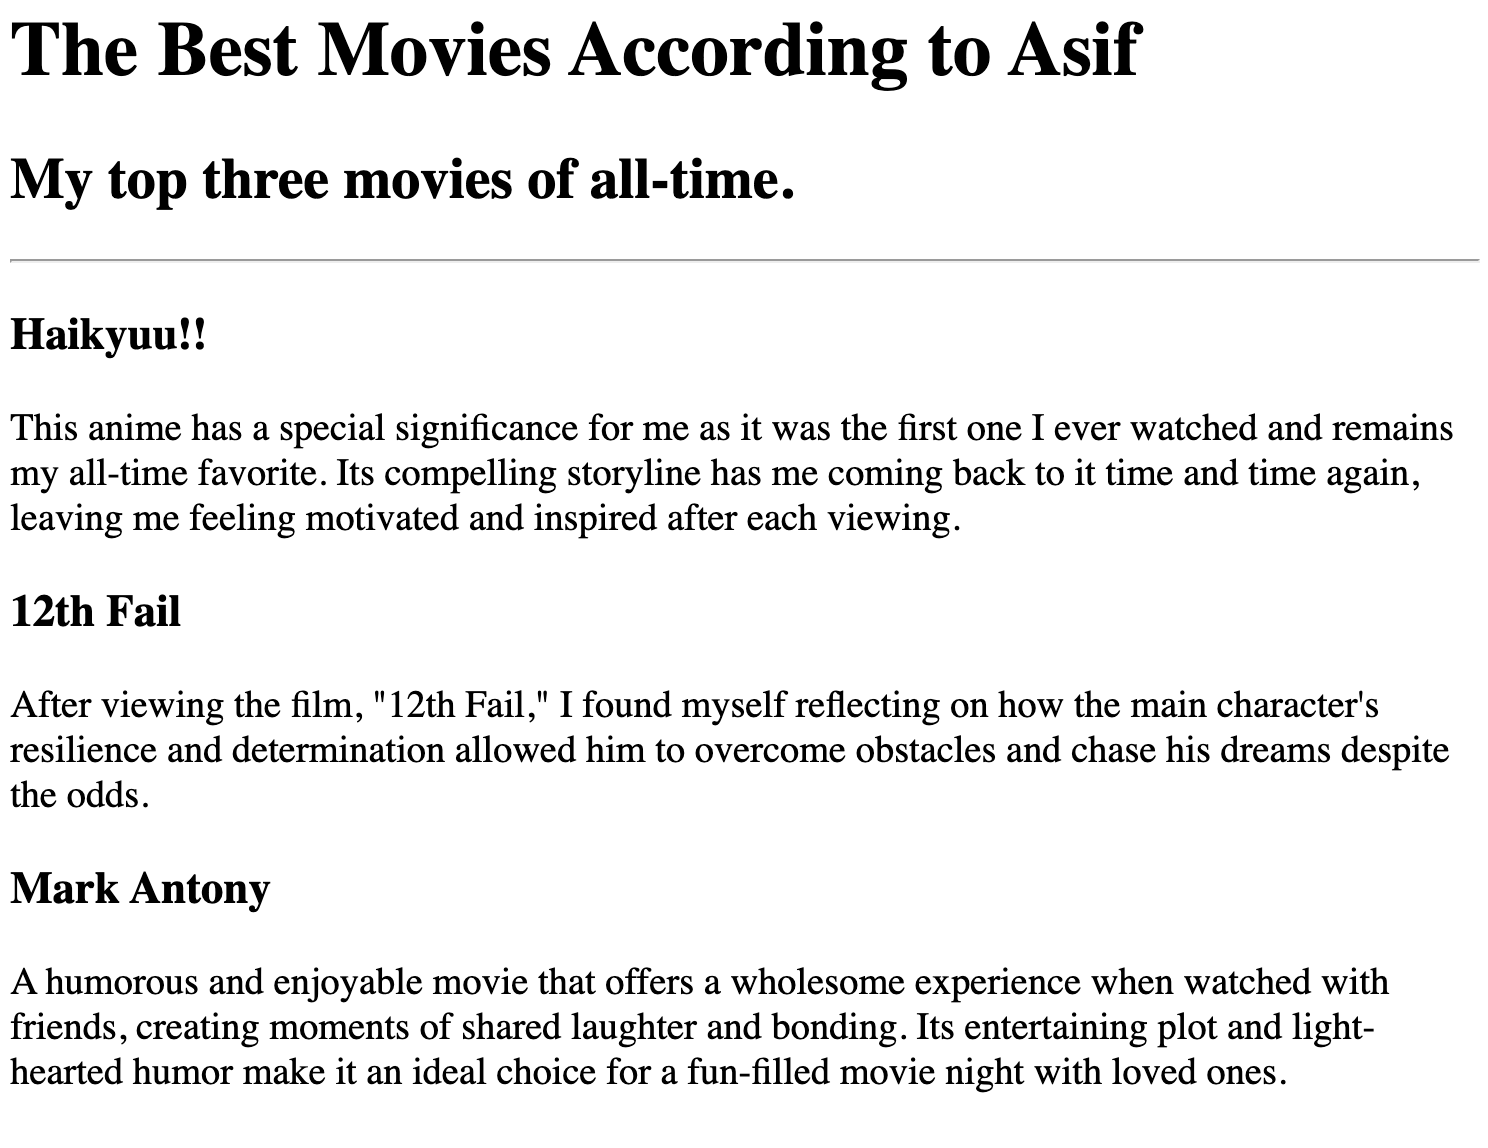 The Best Movies According to Asif
My top three movies of all-time.
Haikyuu!!
This anime has a special significance for me as it was the first one I ever watched and remains
my all-time favorite. Its compelling storyline has me coming back to it time and time again,
leaving me feeling motivated and inspired after each viewing.
12th Fail
After viewing the film, "12th Fail," I found myself reflecting on how the main character's
resilience and determination allowed him to overcome obstacles and chase his dreams despite
the odds.
Mark Antony
A humorous and enjoyable movie that offers a wholesome experience when watched with
friends, creating moments of shared laughter and bonding. Its entertaining plot and light-
hearted humor make it an ideal choice for a fun-filled movie night with loved ones.